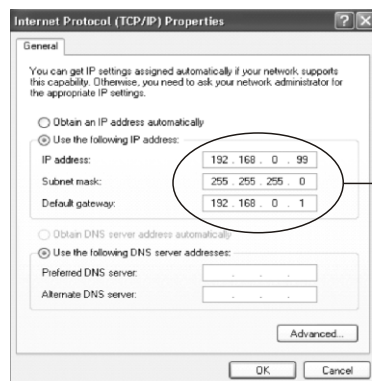 Internet Protocol (TCP/IP) Properties
General
You can get IP settings assigned automatically if your network supports
this capability. Otherwise, you need to ask your network administrator for
the appropriate IP settings.
Obtain an IP address automatically
Use the following IP address:
IP address: 192 . 168 . 0 . 99
Subnet mask: 255 . 255 . 255 . 0
Default gateway: 192 . 168 . 0 . 1
Obtain DNS server address automatically
Use the following DNS server addresses:
Preferred DNS server: . . .
Alternate DNS server: . . .
Advanced...
OK Cancel